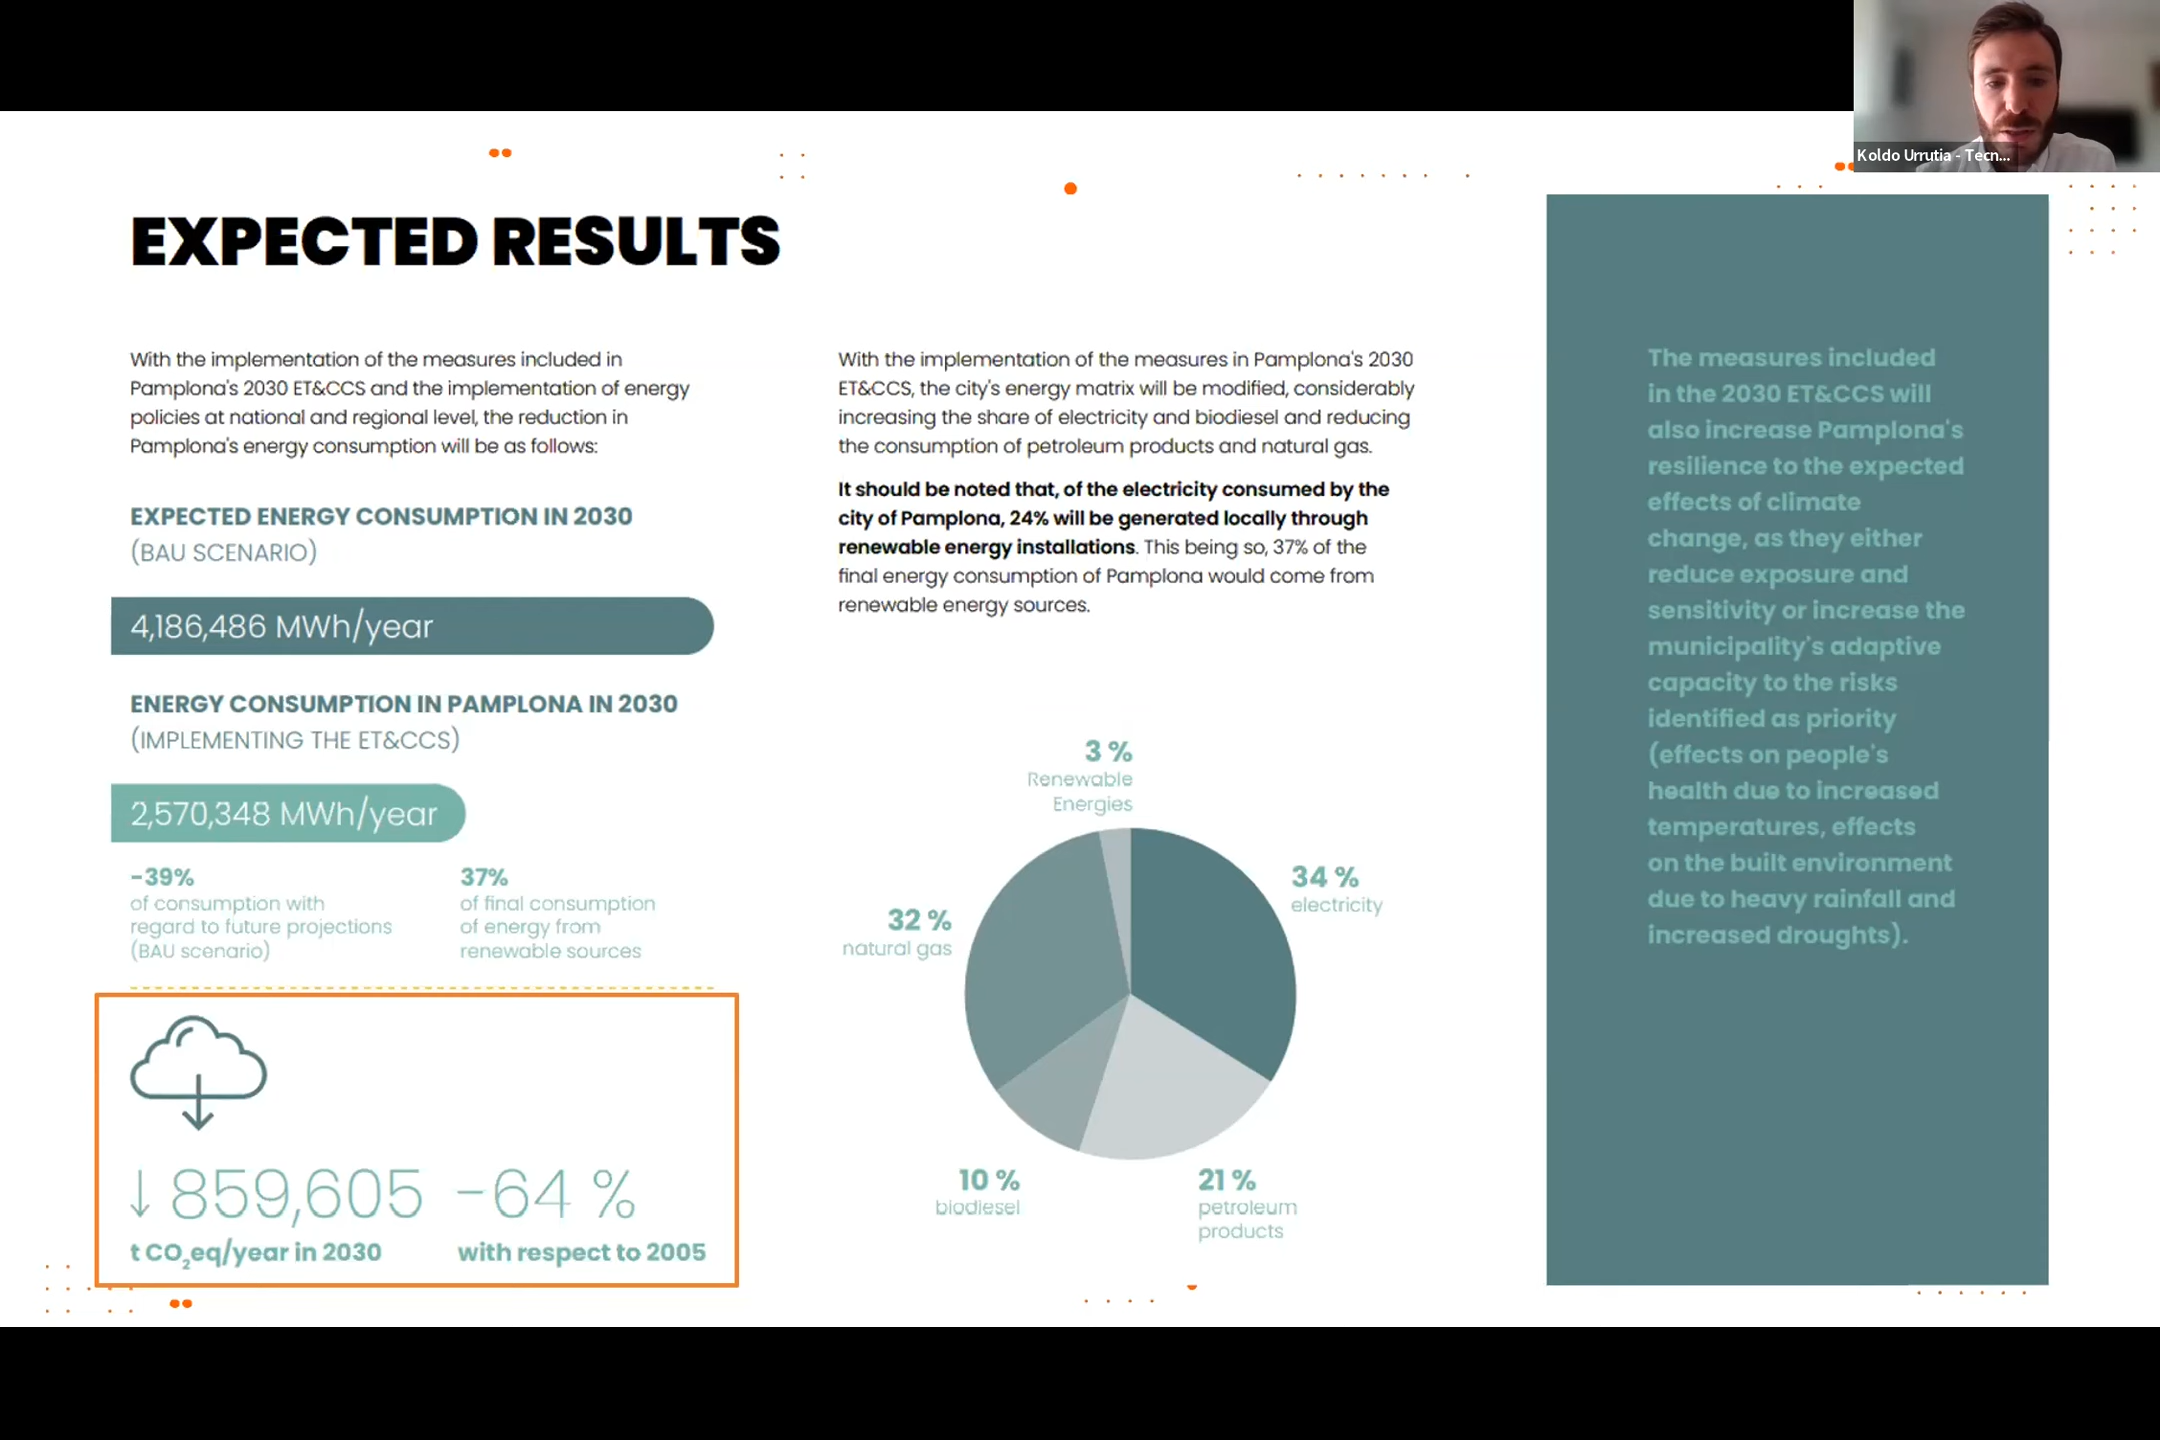 Koldo Urrutia - Tecn...
EXPECTED RESULTS
With the implementation of the measures included in
Pamplona's 2030 ET&CCS and the implementation of energy
policies at national and regional level, the reduction in
Pamplona's energy consumption will be as follows:
EXPECTED ENERGY CONSUMPTION IN 2030
(BAU SCENARIO)
4,186,486 MWh/year
ENERGY CONSUMPTION IN PAMPLONA IN 2030
(IMPLEMENTING THE ET&CCS)
2,570,348 MWh/year
-39%
of consumption with
regard to future projections
(BAU scenario)
37%
of final consumption
of energy from
renewable sources
↓859,605
t CO₂eq/year in 2030
-64 %
with respect to 2005
With the implementation of the measures in Pamplona's 2030
ET&CCS, the city's energy matrix will be modified, considerably
increasing the share of electricity and biodiesel and reducing
the consumption of petroleum products and natural gas.
It should be noted that, of the electricity consumed by the
city of Pamplona, 24% will be generated locally through
renewable energy installations. This being so, 37% of the
final energy consumption of Pamplona would come from
renewable energy sources.
3 %
Renewable
Energies
34 %
electricity
32 %
natural gas
10 %
biodiesel
21 %
petroleum
products
The measures included
in the 2030 ET&CCS will
also increase Pamplona's
resilience to the expected
effects of climate
change, as they either
reduce exposure and
sensitivity or increase the
municipality's adaptive
capacity to the risks
identified as priority
(effects on people's
health due to increased
temperatures, effects
on the built environment
due to heavy rainfall and
increased droughts).